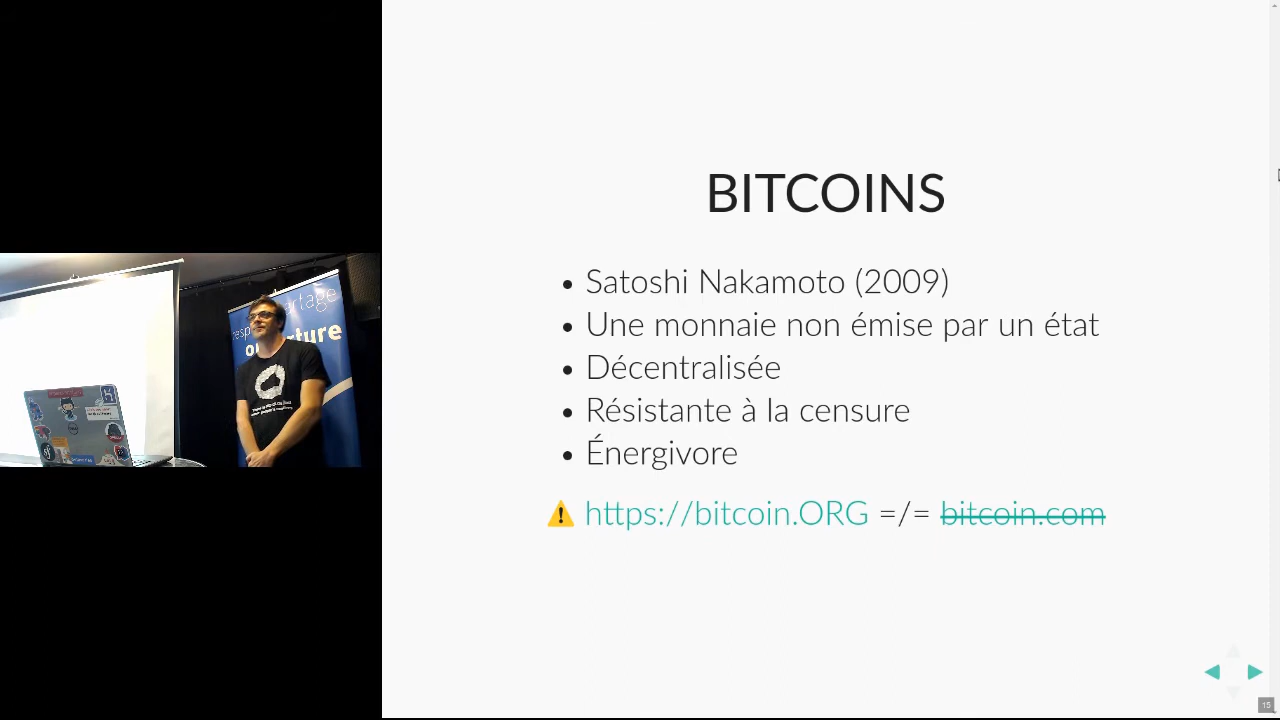 BITCOINS
• Satoshi Nakamoto (2009)
• Une monnaie non émise par un état
• Décentralisée
• Résistante à la censure
• Énergivore
⚠ https://bitcoin.ORG =/= bitcoin.com
15